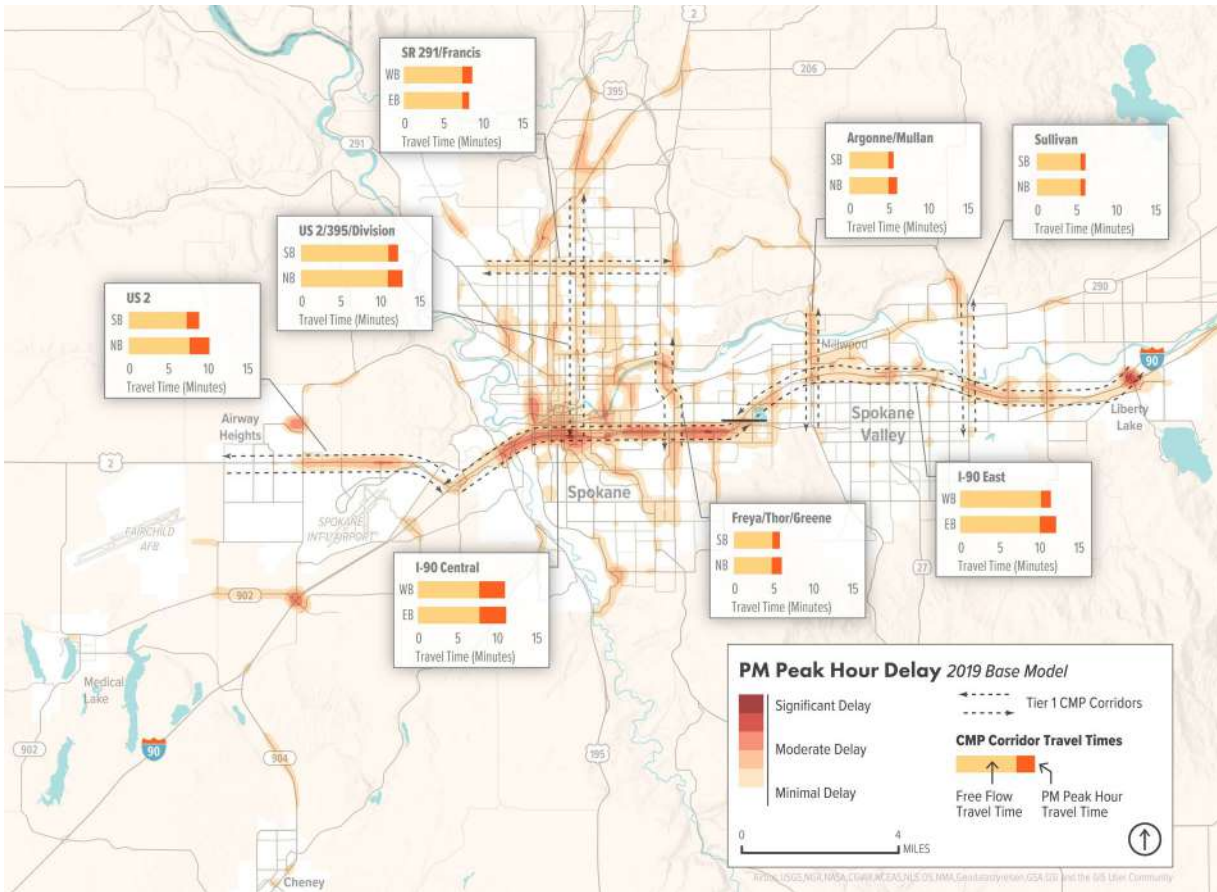 2
SR 291/Francis
WB
EB
0 5 10 15
Travel Time (Minutes)
395
206
291
Argonne/Mullan
SB
NB
0 5 10 15
Travel Time (Minutes)
Sullivan
SB
NB
0 5 10 15
Travel Time (Minutes)
US 2/395/Division
SB
NB
0 5 10 15
Travel Time (Minutes)
US 2
SB
NB
0 5 10 15
Travel Time (Minutes)
290
Millwood
90
Liberty
Lake
Airway
Heights
Spokane
Valley
2
Spokane
FAIRCHILD
AFB
SPOKANE
INT'L AIRPORT
I-90 East
WB
EB
0 5 10 15
Travel Time (Minutes)
Freya/Thor/Greene
SB
NB
0 5 10 15
Travel Time (Minutes)
I-90 Central
WB
EB
0 5 10 15
Travel Time (Minutes)
27
902
Medical
Lake
902
90
904
195
Cheney
PM Peak Hour Delay 2019 Base Model
Significant Delay
Moderate Delay
Minimal Delay
Tier 1 CMP Corridors
CMP Corridor Travel Times
Free Flow
Travel Time
PM Peak Hour
Travel Time
0 4
MILES
and the GIS User Community